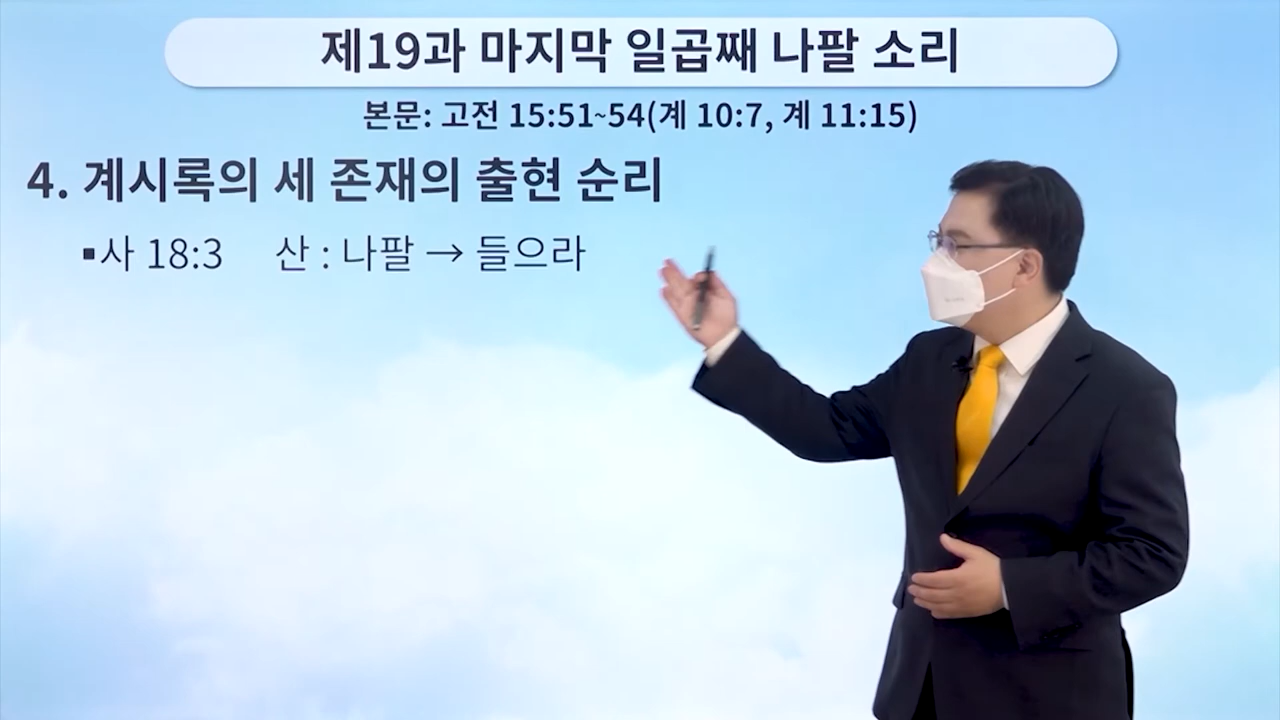 제19과 마지막 일곱째 나팔 소리
본문: 고전 15:51~54(계 10:7, 계 11:15)
4. 계시록의 세 존재의 출현 순리
▪사 18:3 산 : 나팔 → 들으라